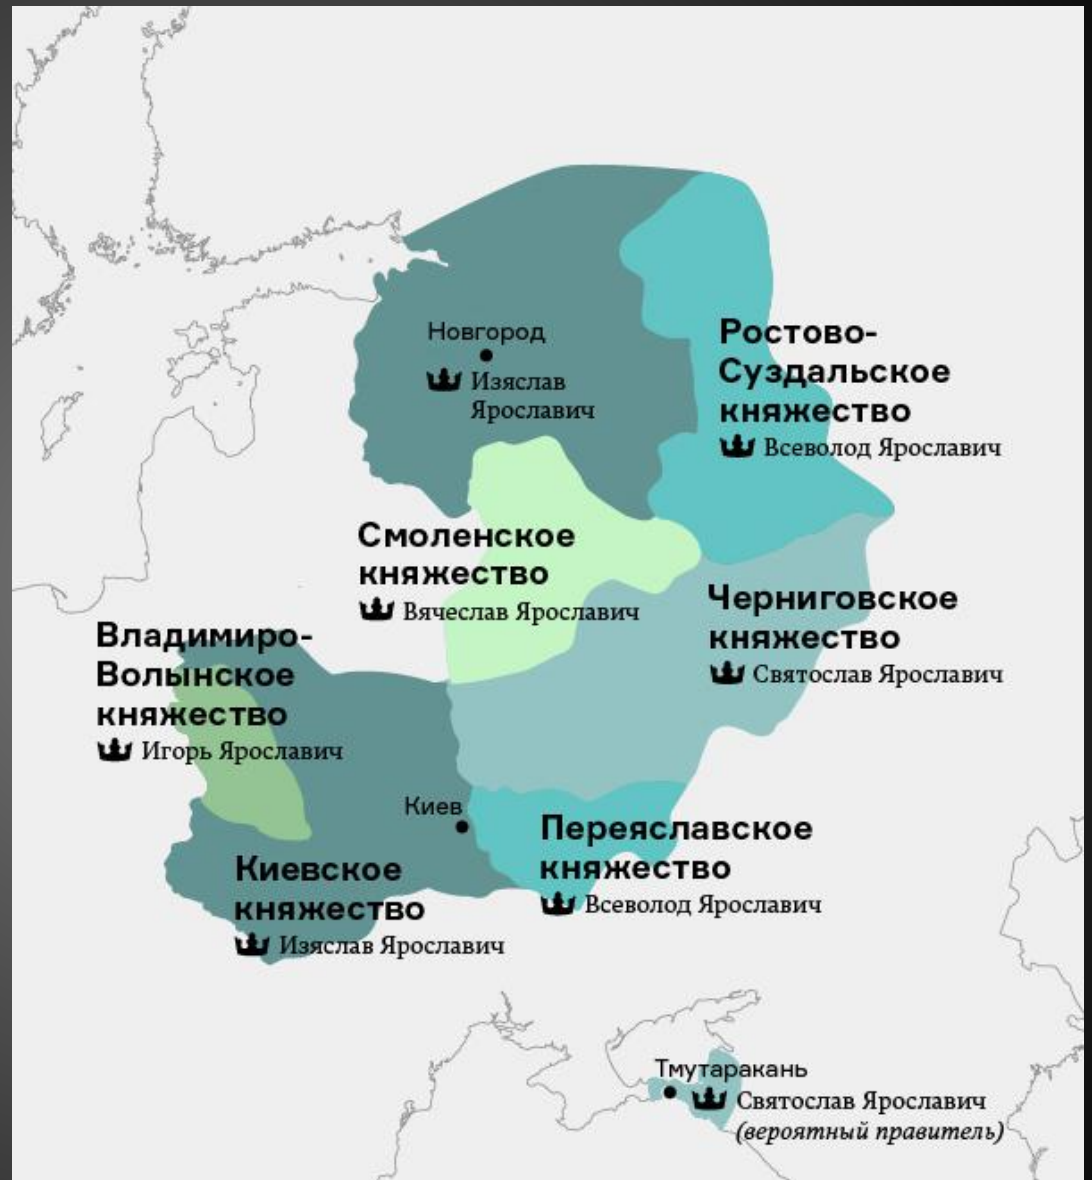 Новгород
Изяслав
Ярославич
Ростово-
Суздальское
княжество
Всеволод Ярославич
Смоленское
княжество
Вячеслав Ярославич
Черниговское
княжество
Святослав Ярославич
Владимиро-
Волынское
княжество
Игорь Ярославич
Киев
Переяславское
княжество
Всеволод Ярославич
Киевское
княжество
Изяслав Ярославич
Тмутаракань
Святослав Ярославич
(вероятный правитель)